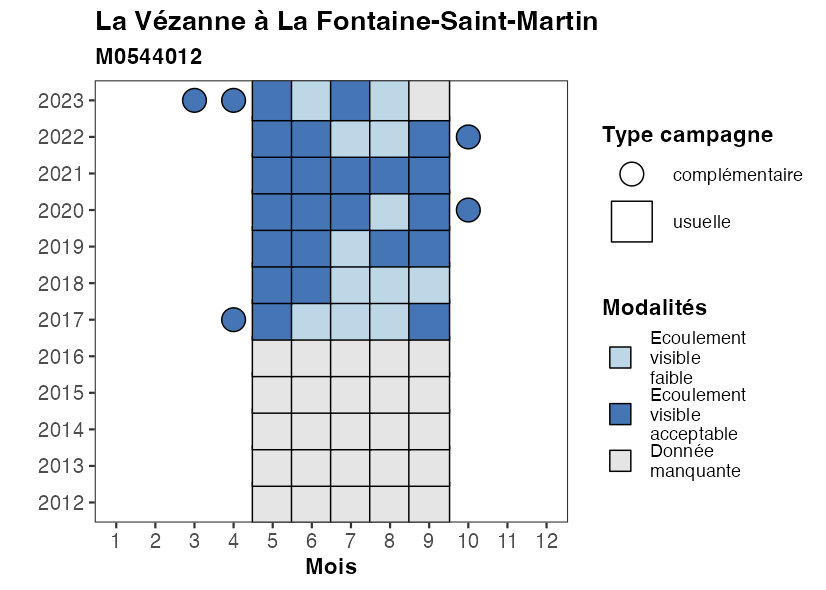 La Vézanne à La Fontaine-Saint-Martin
M0544012
2023
2022
2021
2020
2019
2018
2017
2016
2015
2014
2013
2012
1 2 3 4 5 6 7 8 9 10 11 12
Mois
Type campagne
complémentaire
usuelle
Modalités
Ecoulement
visible
faible
Ecoulement
visible
acceptable
Donnée
manquante